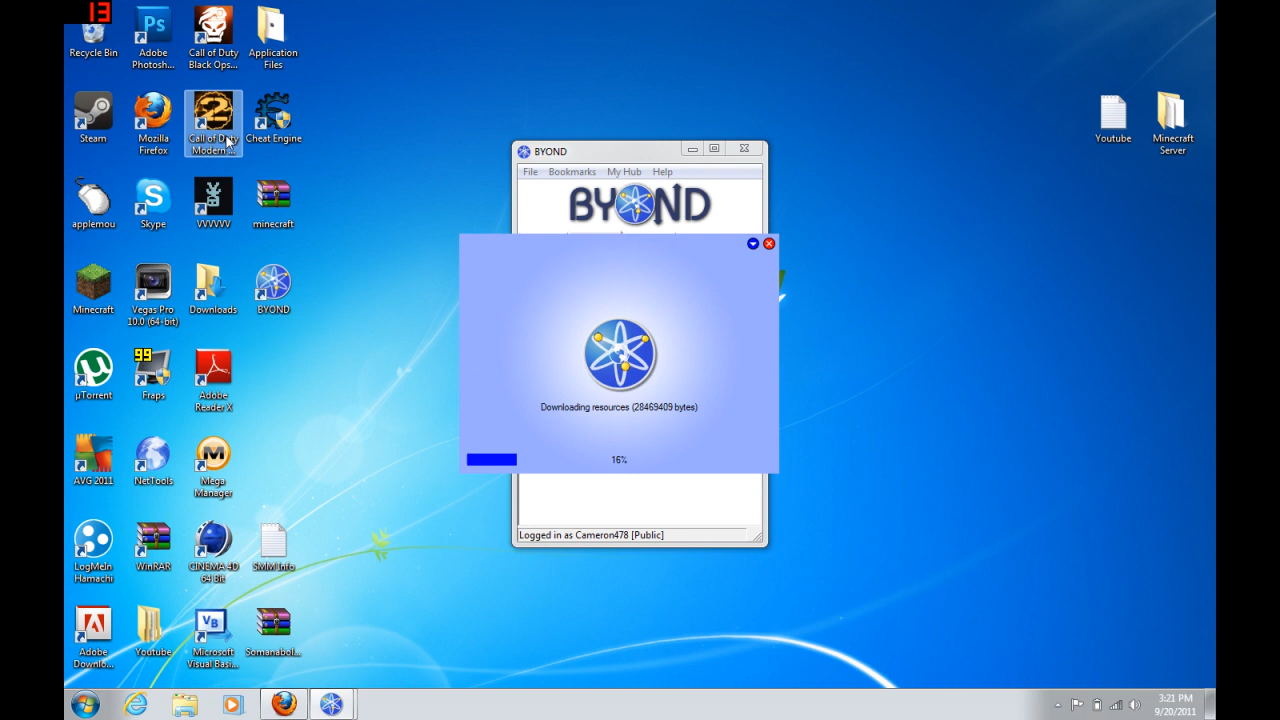 13
Recycle Bin
Ps
Adobe
Photosh...
Call of Duty
Black Ops...
Application
Files
Steam
Mozilla
Firefox
2
Call of Duty
Modern ...
Cheat Engine
applemou
S
Skype
VVVVVV
minecraft
Minecraft
Vegas Pro
10.0 (64-bit)
Downloads
BYOND
µTorrent
99
Fraps
Adobe
Reader X
AVG 2011
NetTools
M
Mega
Manager
LogMeIn
Hamachi
WinRAR
CINEMA 4D
64 Bit
SMM Info
Adobe
Downlo...
Youtube
VB
Microsoft
Visual Basi...
Somanabol...
Youtube
Minecraft
Server
BYOND
File Bookmarks My Hub Help
BYOND
Downloading resources (28469409 bytes)
16%
Logged in as Cameron478 [Public]
3:21 PM
9/20/2011